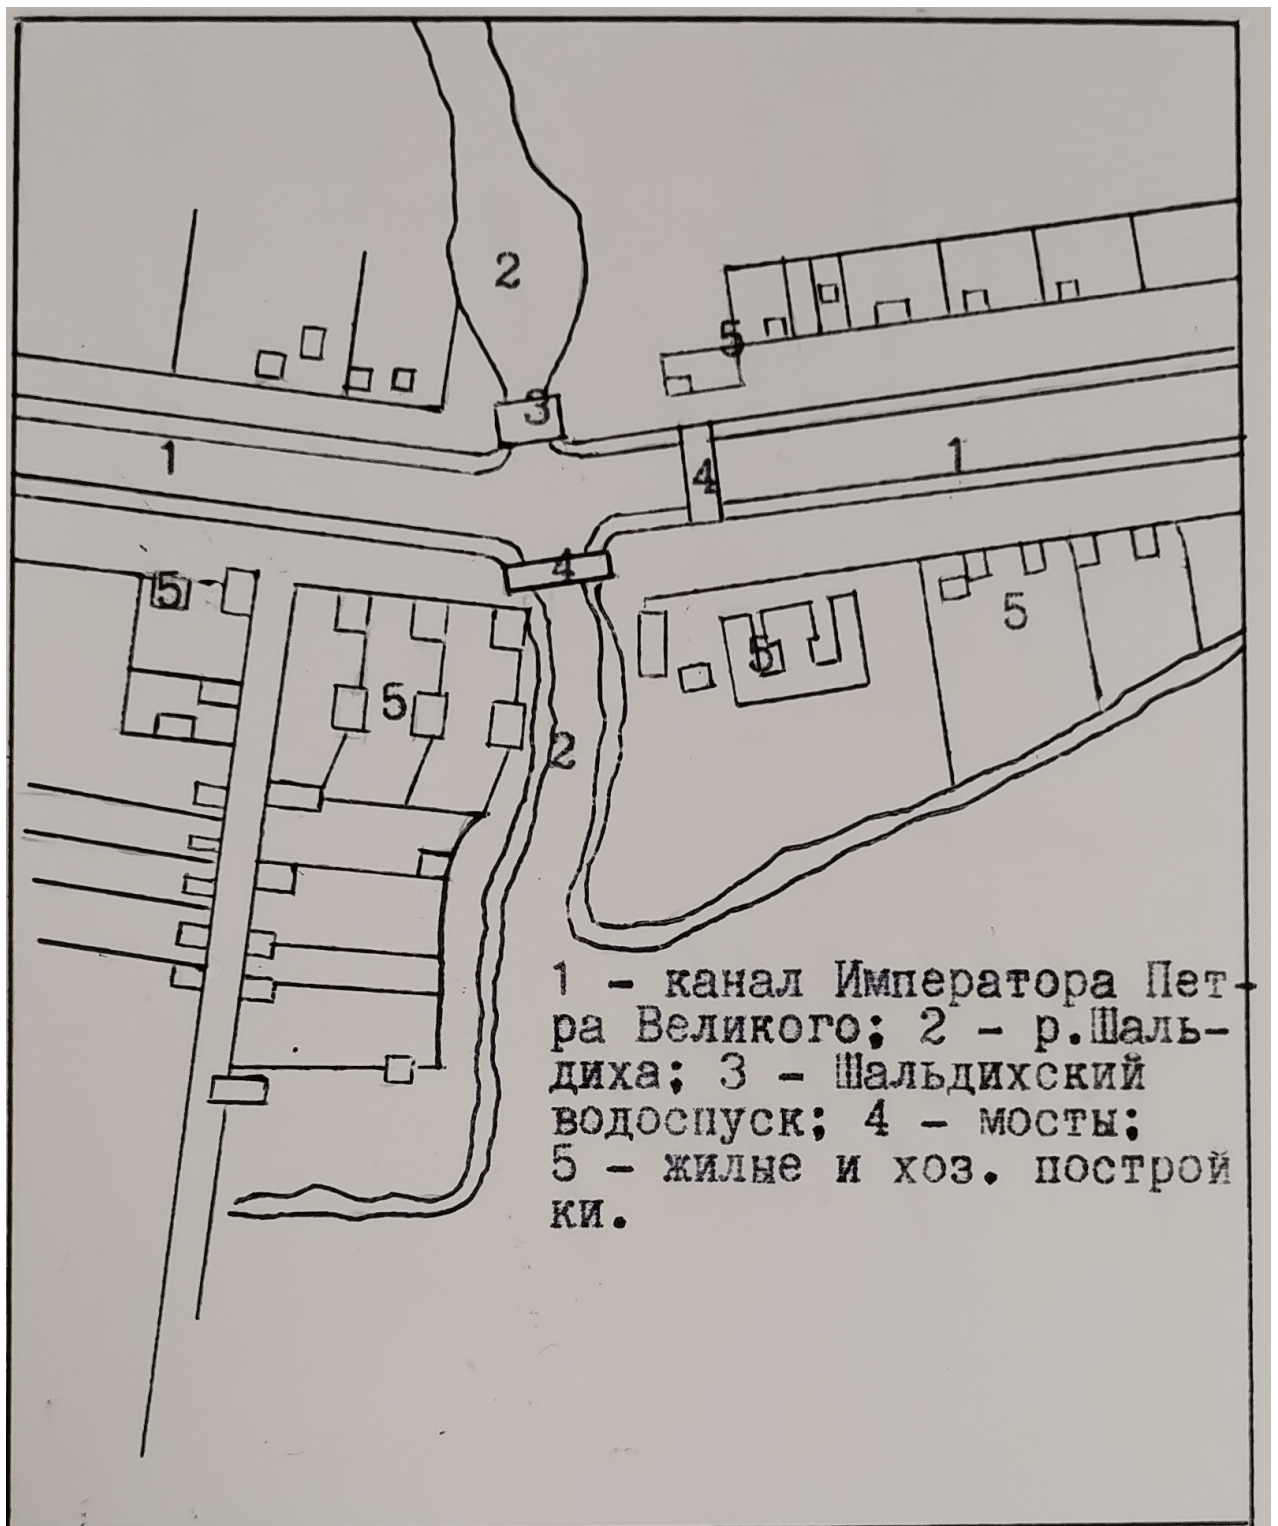 2
5
3
1
4
1
4
5
5
5
5
2
1 - канал Императора Пет-
ра Великого; 2 - р.Шаль-
диха; 3 - Шальдихский
водоспуск; 4 - мосты;
5 - жилые и хоз. построй
ки.